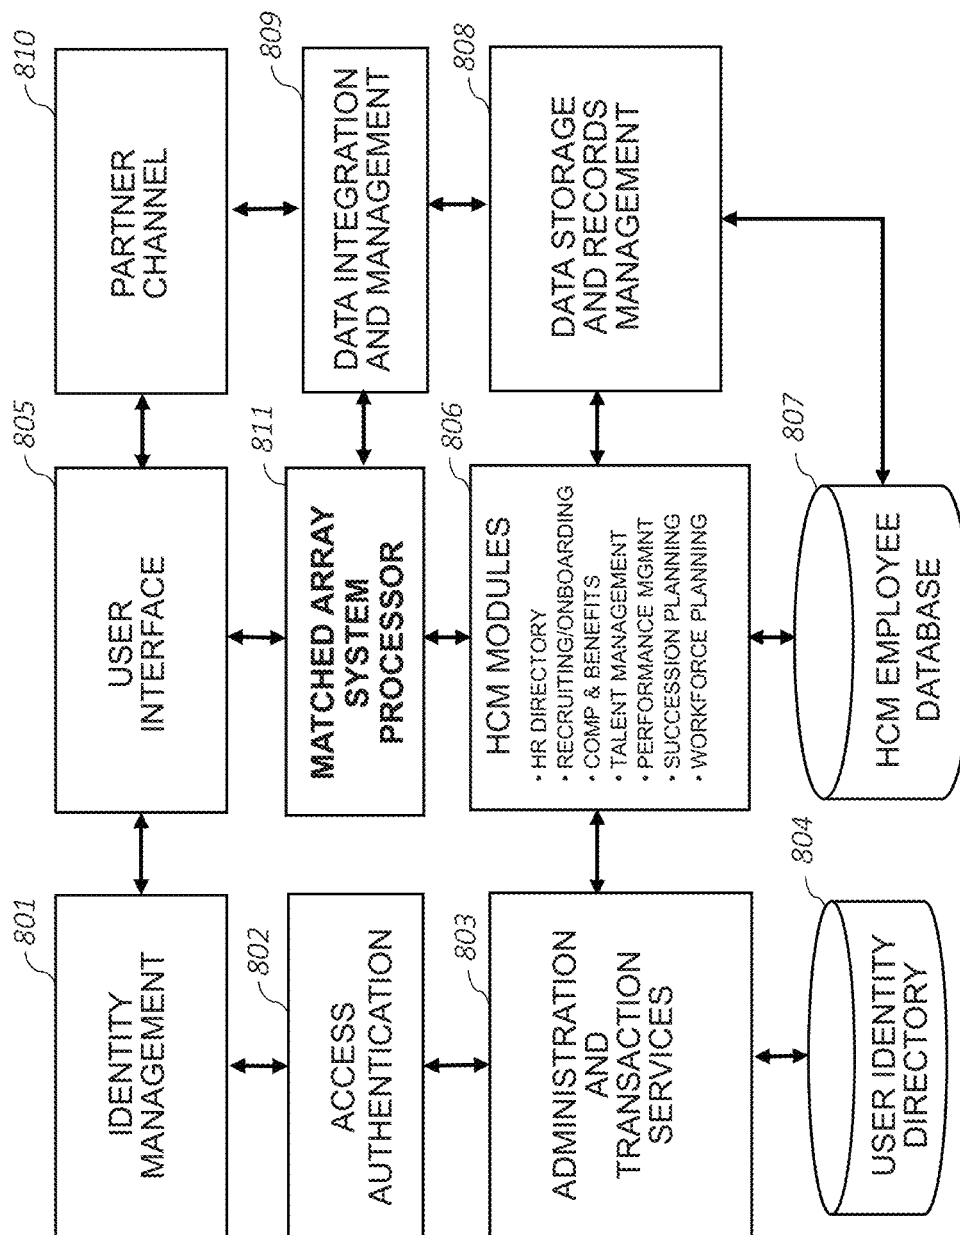 801
IDENTITY
MANAGEMENT
802
ACCESS
AUTHENTICATION
803
ADMINISTRATION
AND
TRANSACTION
SERVICES
804
USER IDENTITY
DIRECTORY
805
USER
INTERFACE
811
MATCHED ARRAY
SYSTEM
PROCESSOR
806
HCM MODULES
• HR DIRECTORY
• RECRUITING/ONBOARDING
• COMP & BENEFITS
• TALENT MANAGEMENT
• PERFORMANCE MGMNT
• SUCCESSION PLANNING
• WORKFORCE PLANNING
807
HCM EMPLOYEE
DATABASE
810
PARTNER
CHANNEL
809
DATA INTEGRATION
AND MANAGEMENT
808
DATA STORAGE
AND RECORDS
MANAGEMENT